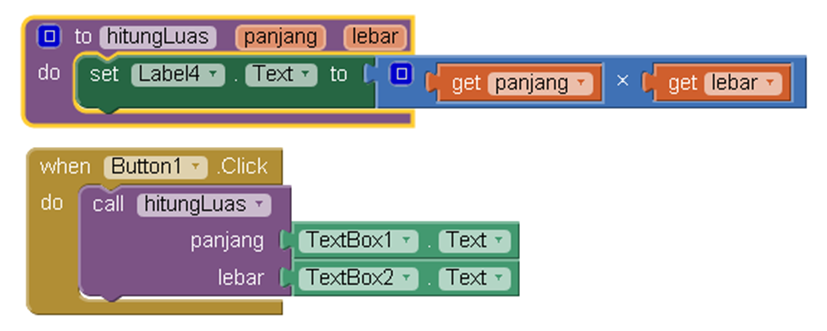 to hitungLuas panjang lebar
do set Label4 . Text to get panjang × get lebar
when Button1 .Click
do call hitungLuas
panjang TextBox1 . Text
lebar TextBox2 . Text